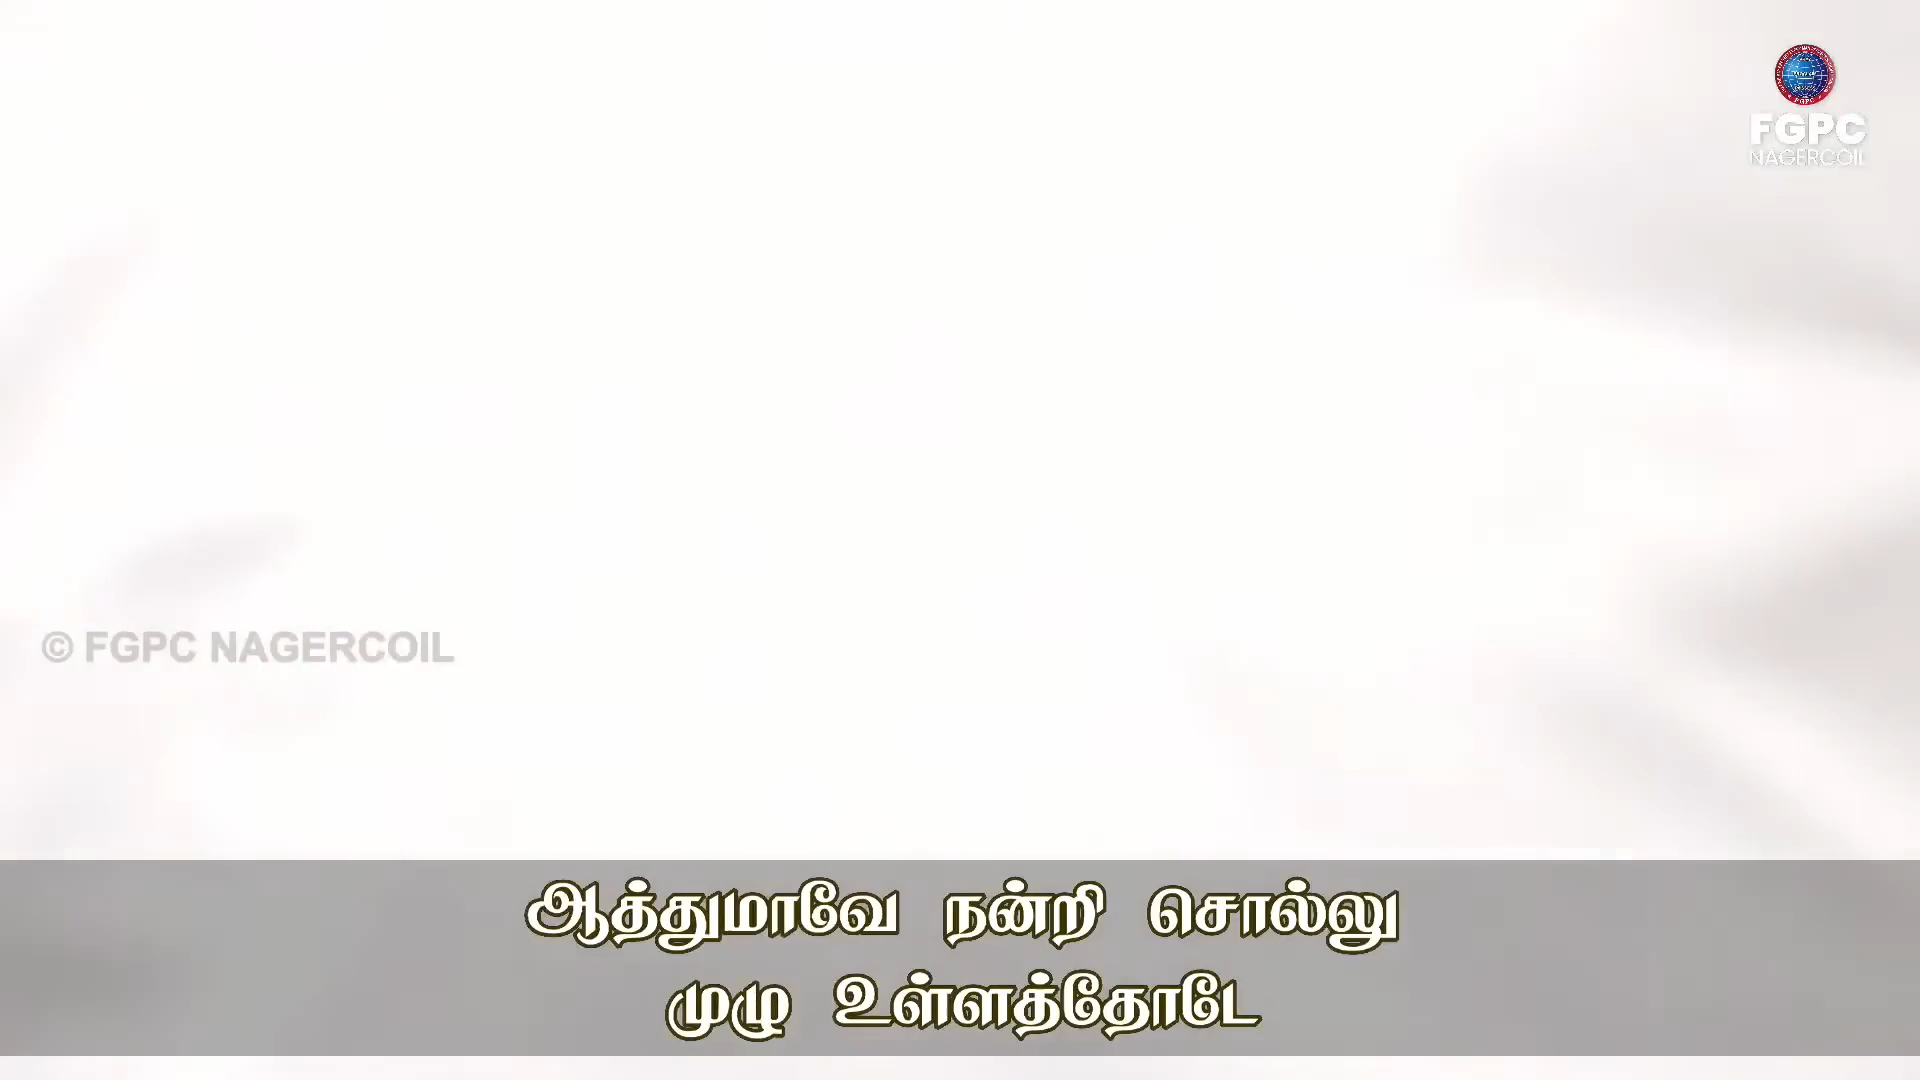 FGPC
NAGERCOIL
© FGPC NAGERCOIL
ஆத்துமாவே நன்றி சொல்லு
முழு உள்ளத்தோடே